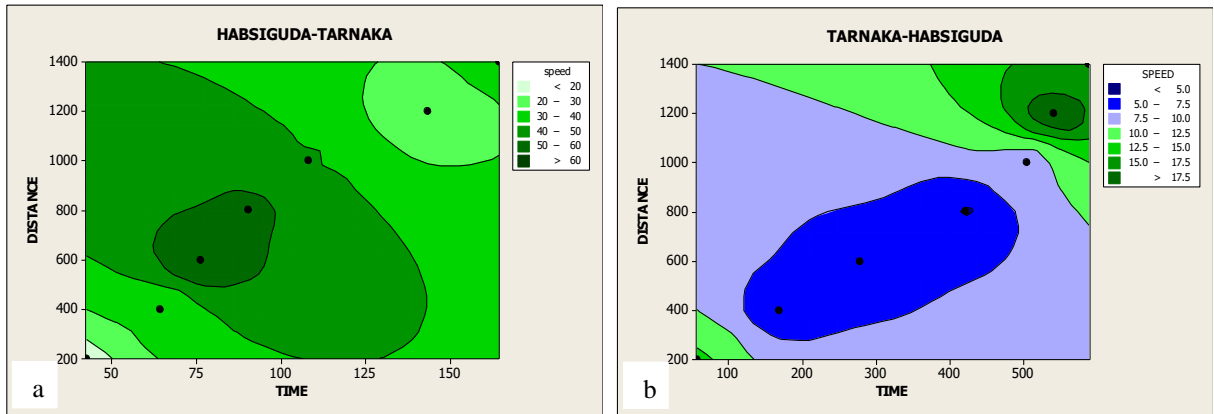 HABSIGUDA-TARNAKA
1400
1200
1000
800
600
400
200
DISTANCE
50 75 100 125 150
TIME
speed
< 20
20 – 30
30 – 40
40 – 50
50 – 60
> 60
a
TARNAKA-HABSIGUDA
1400
1200
1000
800
600
400
200
DISTANCE
100 200 300 400 500
TIME
SPEED
< 5.0
5.0 – 7.5
7.5 – 10.0
10.0 – 12.5
12.5 – 15.0
15.0 – 17.5
> 17.5
b